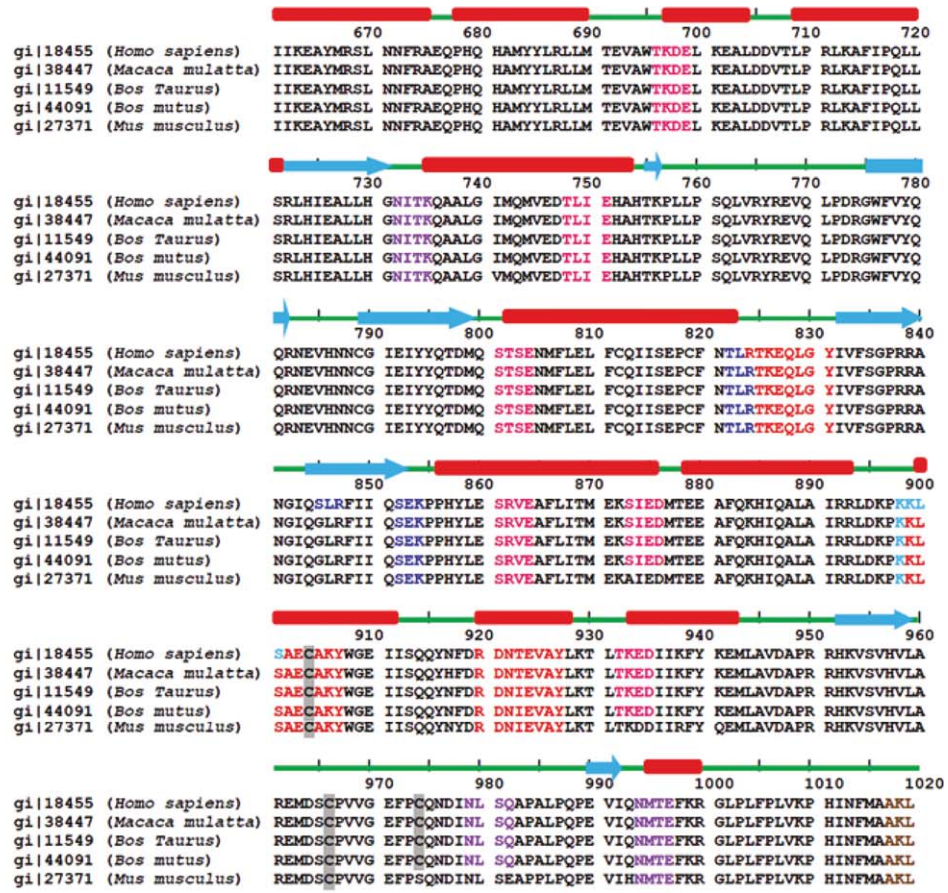 670 680 690 700 710 720
gi|18455 (Homo sapiens) IIKEAYMRSL NNFRAEQPHQ HAMYYLRLLM TEVAWTKDEL KEALDDVTLP RLKAFIPQLL
gi|38447 (Macaca mulatta) IIKEAYMRSL NNFRAEQPHQ HAMYYLRLLM TEVAWTKDEL KEALDDVTLP RLKAFIPQLL
gi|11549 (Bos Taurus) IIKEAYMRSL NNFRAEQPHQ HAMYYLRLLM TEVAWTKDEL KEALDDVTLP RLKAFIPQLL
gi|44091 (Bos mutus) IIKEAYMRSL NNFRAEQPHQ HAMYYLRLLM TEVAWTKDEL KEALDDVTLP RLKAFIPQLL
gi|27371 (Mus musculus) IIKEAYMRSL NNFRAEQPHQ HAMYYLRLLM TEVAWTKDEL KEALDDVTLP RLKAFIPQLL
730 740 750 760 770 780
gi|18455 (Homo sapiens) SRLHIEALLH GNITKQAALG IMQMVEDTLI EHAHTKPLLP SQLVRYREVQ LPDRGWFVYQ
gi|38447 (Macaca mulatta) SRLHIEALLH GNITKQAALG IMQMVEDTLI EHAHTKPLLP SQLVRYREVQ LPDRGWFVYQ
gi|11549 (Bos Taurus) SRLHIEALLH GNITKQAALG IMQMVEDTLI EHAHTKPLLP SQLVRYREVQ LPDRGWFVYQ
gi|44091 (Bos mutus) SRLHIEALLH GNITKQAALG IMQMVEDTLI EHAHTKPLLP SQLVRYREVQ LPDRGWFVYQ
gi|27371 (Mus musculus) SRLHIEALLH GNITKQAALG VMQMVEDTLI EHAHTKPLLP SQLVRYREVQ LPDRGWFVYQ
790 800 810 820 830 840
gi|18455 (Homo sapiens) QRNEVHNNCG IEIYYQTDMQ STSENMFLEL FCQIISEPCF NTLRTKEQLG YIVFSGPRRA
gi|38447 (Macaca mulatta) QRNEVHNNCG IEIYYQTDMQ STSENMFLEL FCQIISEPCF NTLRTKEQLG YIVFSGPRRA
gi|11549 (Bos Taurus) QRNEVHNNCG IEIYYQTDMQ STSENMFLEL FCQIISEPCF NTLRTKEQLG YIVFSGPRRA
gi|44091 (Bos mutus) QRNEVHNNCG IEIYYQTDMQ STSENMFLEL FCQIISEPCF NTLRTKEQLG YIVFSGPRRA
gi|27371 (Mus musculus) QRNEVHNNCG IEIYYQTDMQ STSENMFLEL FCQIISEPCF NTLRTKEQLG YIVFSGPRRA
850 860 870 880 890 900
gi|18455 (Homo sapiens) NGIQSLRFII QSEKPPHYLE SRVEAFLITM EKSIEDMTEE AFQKHIQALA IRRLDKPKKL
gi|38447 (Macaca mulatta) NGIQGLRFII QSEKPPHYLE SRVEAFLITM EKSIEDMTEE AFQKHIQALA IRRLDKPKKL
gi|11549 (Bos Taurus) NGIQGLRFII QSEKPPHYLE SRVEAFLITM EKSIEDMTEE AFQKHIQALA IRRLDKPKKL
gi|44091 (Bos mutus) NGIQGLRFII QSEKPPHYLE SRVEAFLITM EKSIEDMTEE AFQKHIQALA IRRLDKPKKL
gi|27371 (Mus musculus) NGIQGLRFII QSEKPPHYLE SRVEAFLITM EKAIEDMTEE AFQKHIQALA IRRLDKPKKL
910 920 930 940 950 960
gi|18455 (Homo sapiens) SAECAKYWGE IISQQYNFDR DNTEVAYLKT LTKEDIIKFY KEMLAVDAPR RHKVSVHVLA
gi|38447 (Macaca mulatta) SAECAKYWGE IISQQYHFDR DNTEVAYLKT LTKEDIIKFY KEMLAVDAPR RHKVSVHVLA
gi|11549 (Bos Taurus) SAECAKYWGE IISQQYNFDR DNIEVAYLKT LTKEDIIKFY KEMLAVDAPR RHKVSVHVLA
gi|44091 (Bos mutus) SAECAKYWGE IISQQYNFDR DNIEVAYLKT LTKEDIIKFY KEMLAVDAPR RHKVSVHVLA
gi|27371 (Mus musculus) SAECAKYWGE IISQQYNYDR DNIEVAYLKT LTKDDIIRFY QEMLAVDAPR RHKVSVHVLA
970 980 990 1000 1010 1020
gi|18455 (Homo sapiens) REMDSCPVVG EFPCQNDINL SQAPALPQPE VIQNMTEFKR GLPLFPLVKP HINFMAAKL
gi|38447 (Macaca mulatta) REMDSCPVVG EFPCQNDINL SQAPALPQPE VIQNMTEFKR GLPLFPLVKP HINFMAAKL
gi|11549 (Bos Taurus) REMDSCPVVG EFPCQNDINL SQAPALPQPE VIQNMTEFKR GLPLFPLVKP HINFMAAKL
gi|44091 (Bos mutus) REMDSCPVVG EFPCQNDINL SQAPALPQPE VIQNMTEFKR GLPLFPLVKP HINFMAAKL
gi|27371 (Mus musculus) REMDSCPVVG EFPSQNDINL SEAPPLPQPE VIHNMTEFKR GLPLFPLVKP HINFMAAKL